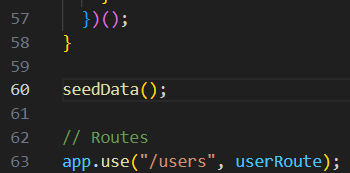 57 })();
58 }
59
60 seedData();
61
62 // Routes
63 app.use("/users", userRoute);